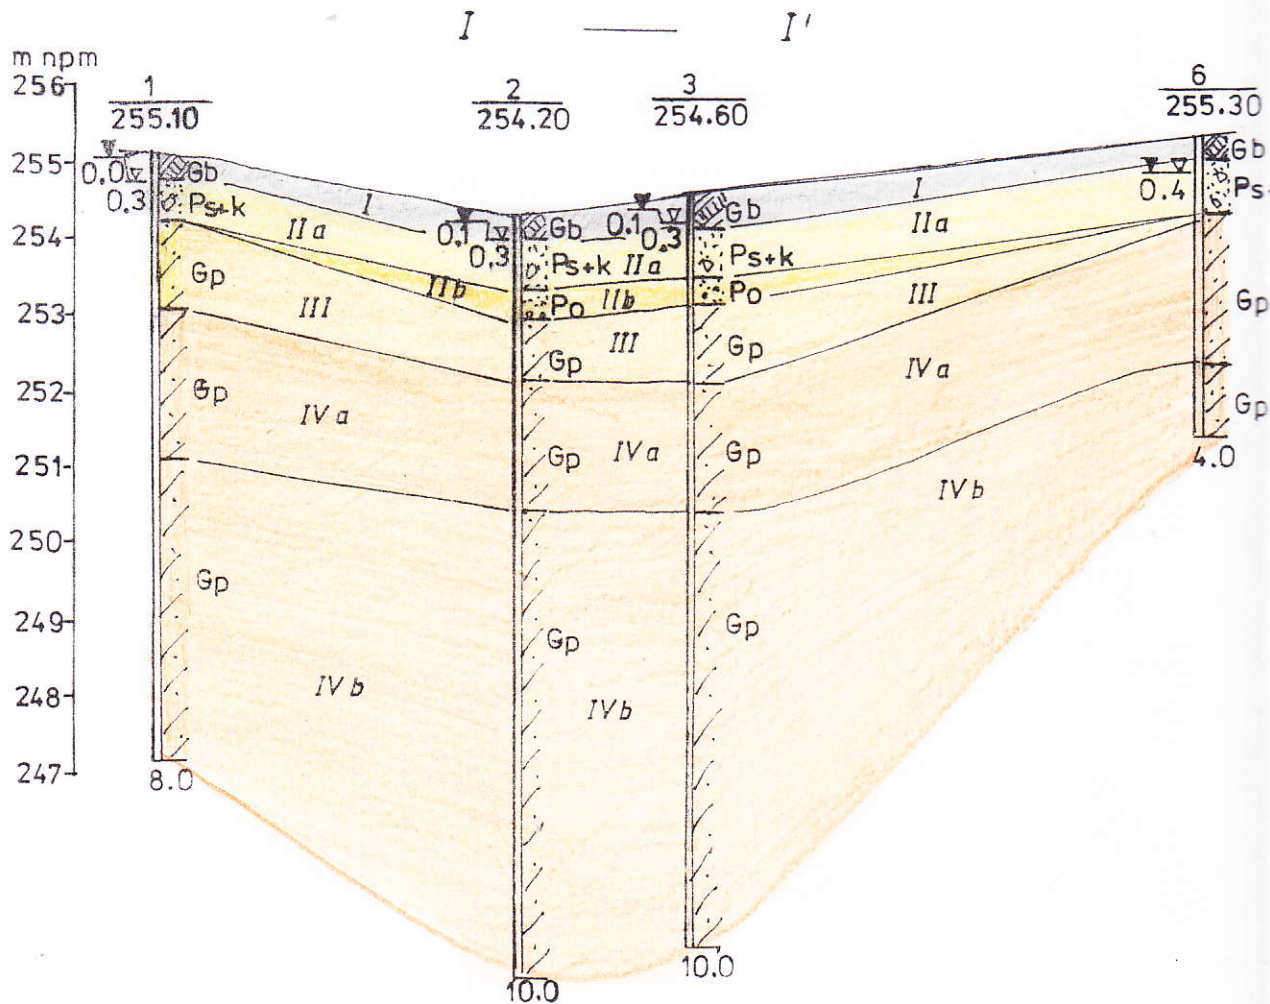 I — I'
m npm
256
1
255.10
2
254.20
3
254.60
6
255.30
255
0,0
0.3
Gb
I
0.1
0,3
Gb
0.1
0.3
Gb
I
0.4
Gb
254
Ps+k
IIa
Ps+k
IIa
Ps+k
IIa
Ps
Gp
IIb
Po
IIb
Po
III
Gp
253
III
Gp
III
Gp
252
Gp
IVa
Gp
IVa
Gp
IVa
Gp
251
4.0
IVb
250
Gp
249
Gp
Gp
248
IVb
IVb
247
8.0
10.0
10.0